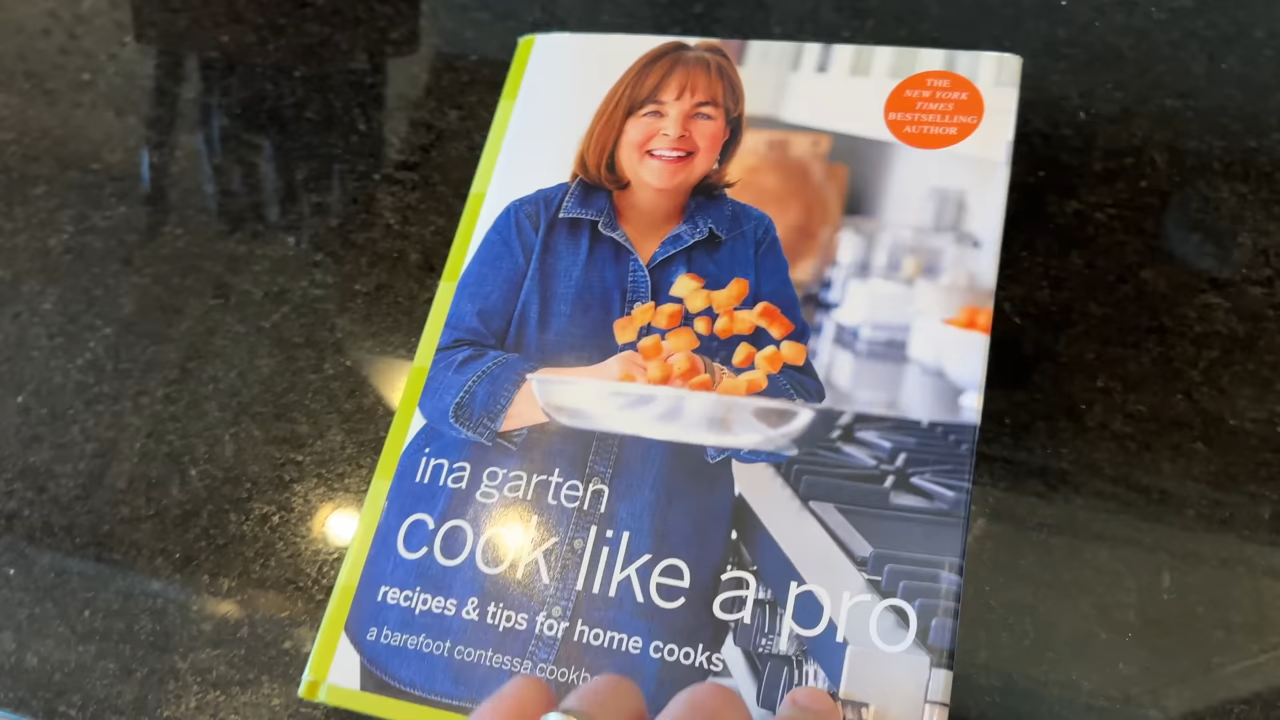 THE
NEW YORK
TIMES
BESTSELLING
AUTHOR
ina garten
cook like a pro
recipes & tips for home cooks
a barefoot contessa